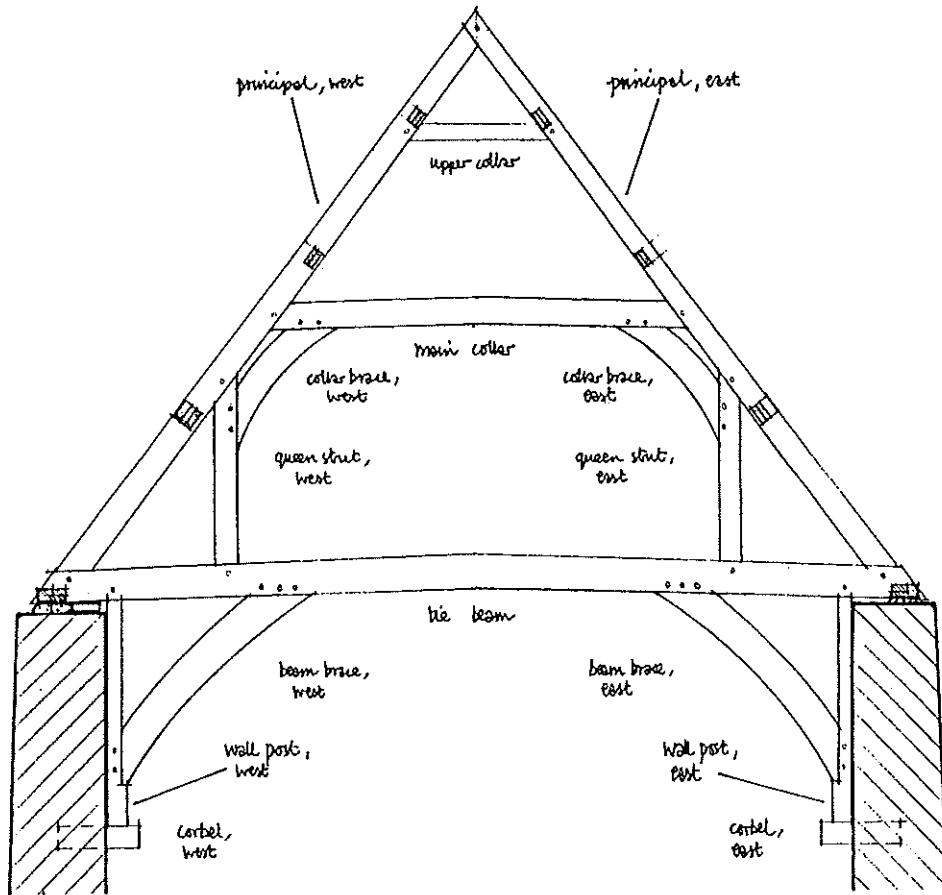 principal, west
principal, east
upper collar
main collar
collar brace,
west
collar brace,
east
queen strut,
west
queen strut,
east
tie beam
beam brace,
west
beam brace,
east
wall post,
west
wall post,
east
corbel,
west
corbel,
east